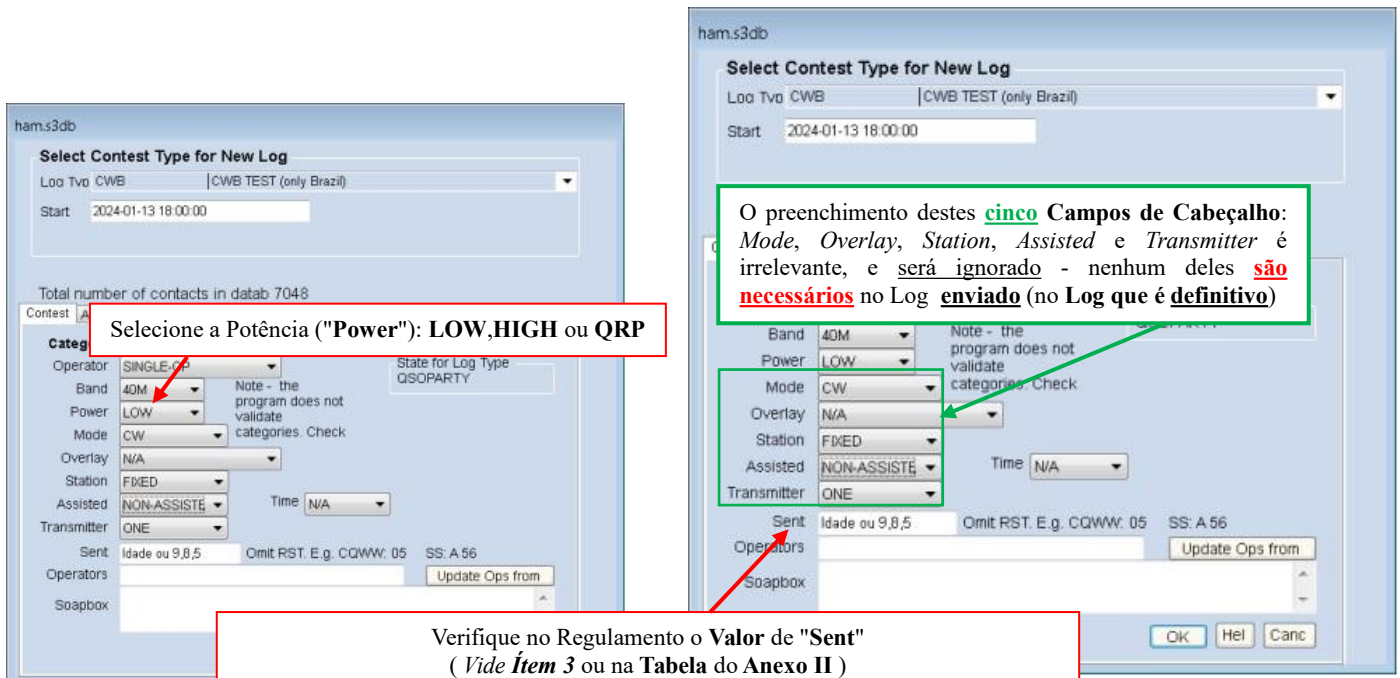 ham.s3db
Select Contest Type for New Log
Log Typ CWB CWB TEST (only Brazil)
Start 2024-01-13 18:00:00
Total number of contacts in datab 7048
Contest A
Selecione a Potência ("Power"): LOW,HIGH ou QRP
Categ
Operator SINGLE-OP
State for Log Type
QSOPARTY
Band 40M
Note - the
program does not
validate
categories. Check
Power LOW
Mode CW
Overlay N/A
Station FIXED
Assisted NON-ASSISTE
Time N/A
Transmitter ONE
Sent Idade ou 9,8,5 Omit RST. E.g. CQWW: 05 SS: A 56
Operators
Update Ops from
Soapbox
ham.s3db
Select Contest Type for New Log
Log Typ CWB CWB TEST (only Brazil)
Start 2024-01-13 18:00:00
O preenchimento destes cinco Campos de Cabeçalho:
Mode, Overlay, Station, Assisted e Transmitter é
irrelevante, e será ignorado - nenhum deles são
necessários no Log enviado (no Log que é definitivo)
QSOPARTY
Band 40M
Note - the
program does not
validate
categories. Check
Power LOW
Mode CW
Overlay N/A
Station FIXED
Assisted NON-ASSISTE
Time N/A
Transmitter ONE
Sent Idade ou 9,8,5 Omit RST. E.g. CQWW: 05 SS: A 56
Operators
Update Ops from
Soapbox
OK Hel Canc
Verifique no Regulamento o Valor de "Sent"
( Vide Ítem 3 ou na Tabela do Anexo II )